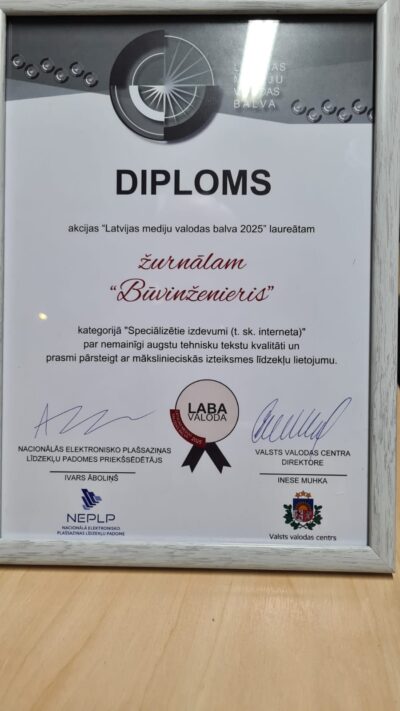 LATVIJAS
MEDIJU
VALODAS
BALVA
DIPLOMS
akcijas "Latvijas mediju valodas balva 2025" laureātam
žurnālam
"Būvinženieris"
kategorijā "Speciālizētie izdevumi (t. sk. interneta)"
par nemainīgi augstu tehnisku tekstu kvalitāti un
prasmi pārsteigt ar mākslinieciskās izteiksmes līdzekļu lietojumu.
LABA
VALODA
NACIONĀLĀS ELEKTRONISKO PLAŠSAZIŅAS
LĪDZEKĻU PADOMES PRIEKŠSĒDĒTĀJS
IVARS ĀBOLIŅŠ
NEPLP
NACIONĀLĀ ELEKTRONISKO
PLAŠSAZIŅAS LĪDZEKĻU PADOME
VALSTS VALODAS CENTRA
DIREKTORE
INESE MUHKA
Valsts valodas centrs